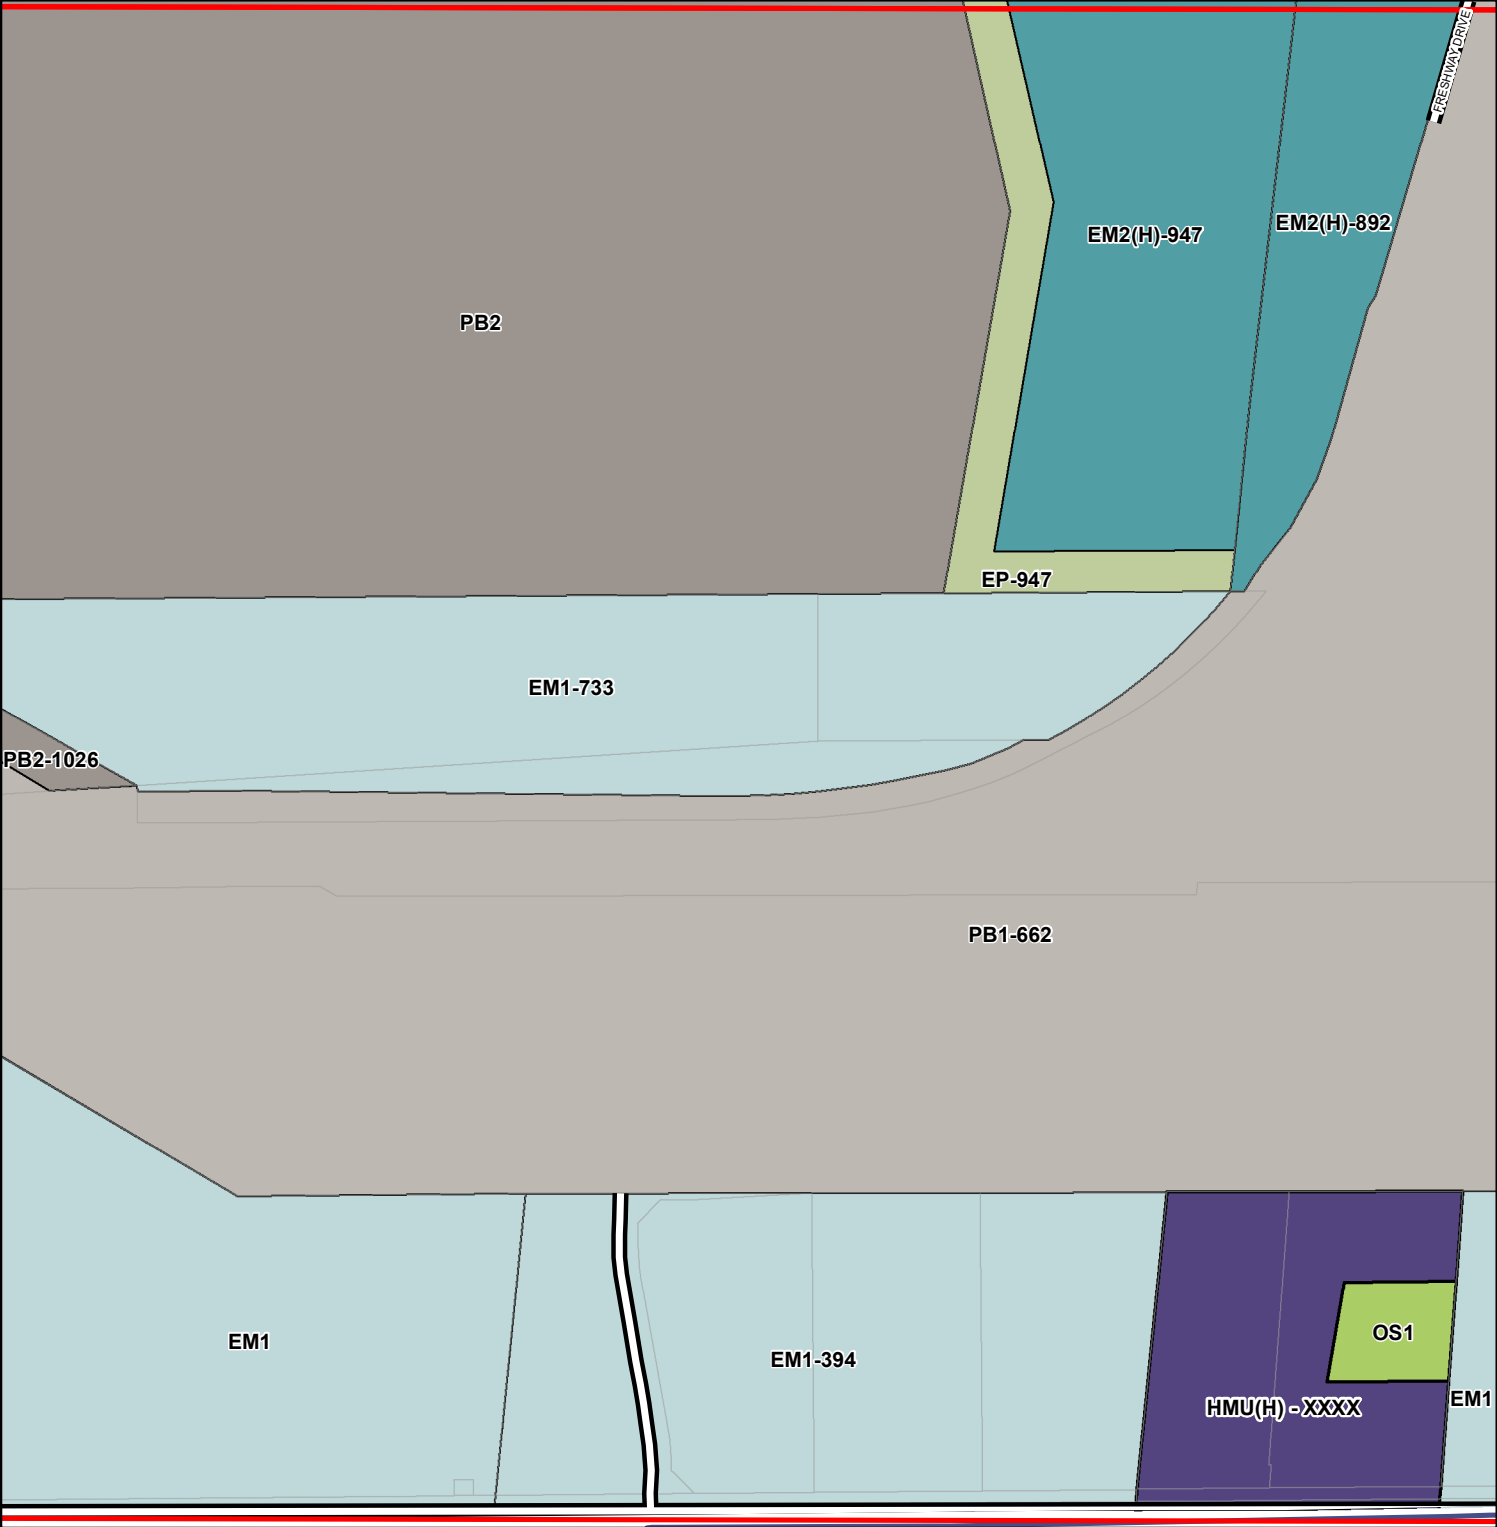 FRESHWAY DRIVE
EM2(H)-892
EM2(H)-947
PB2
EP-947
EM1-733
PB2-1026
PB1-662
OS1
EM1
EM1-394
EM1
HMU(H) - XXXX